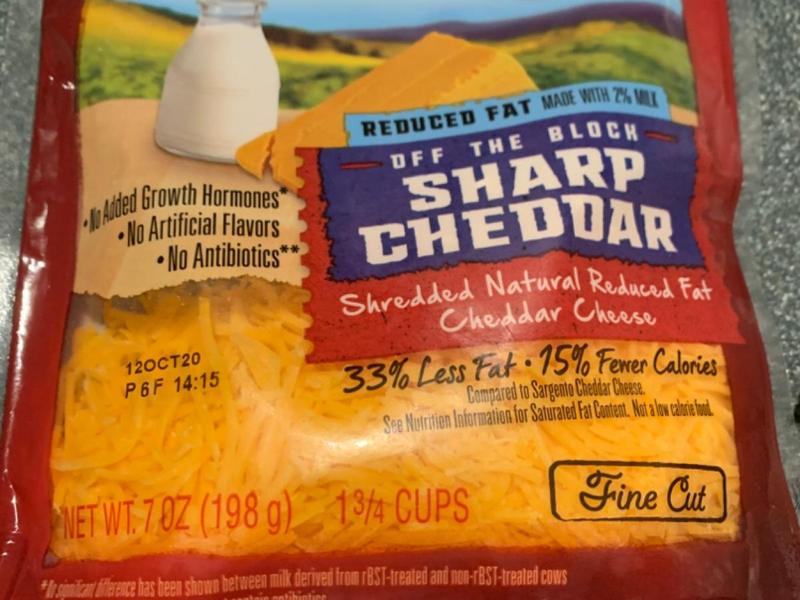 REDUCED FAT MADE WITH 2% MILK
OFF THE BLOCK
SHARP
CHEDDAR
Shredded Natural Reduced Fat
Cheddar Cheese
•No Added Growth Hormones*
•No Artificial Flavors
•No Antibiotics**
12OCT20
P 6F 14:15
33% Less Fat • 15% Fewer Calories
Compared to Sargento Cheddar Cheese.
See Nutrition Information for Saturated Fat Content. Not a low calorie food.
Fine Cut
NET WT. 7 OZ (198 g) 1 3/4 CUPS
*No significant difference has been shown between milk derived from rBST-treated and non-rBST-treated cows
contain antibiotics